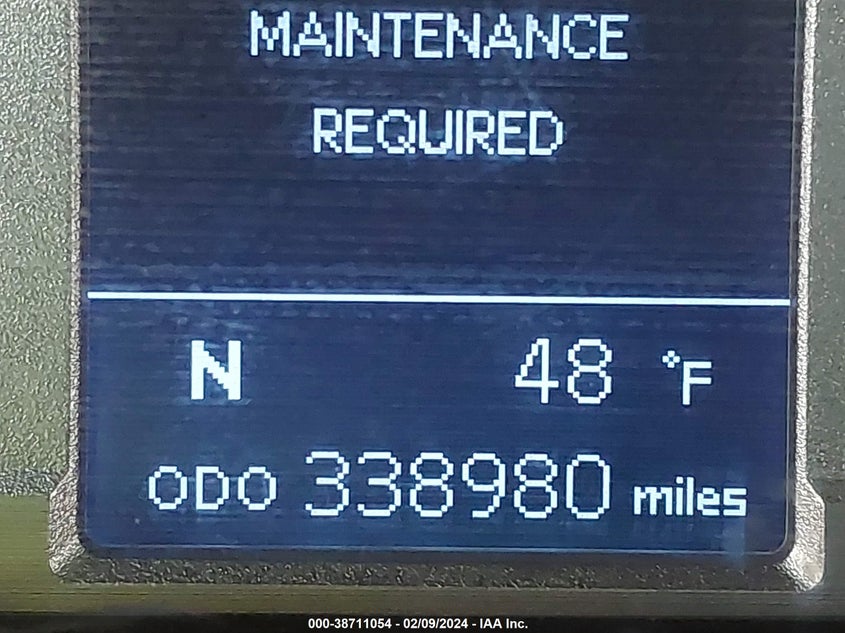 MAINTENANCE
REQUIRED
N 48 °F
ODO 338980 miles
000-38711054 - 02/09/2024 - IAA Inc.